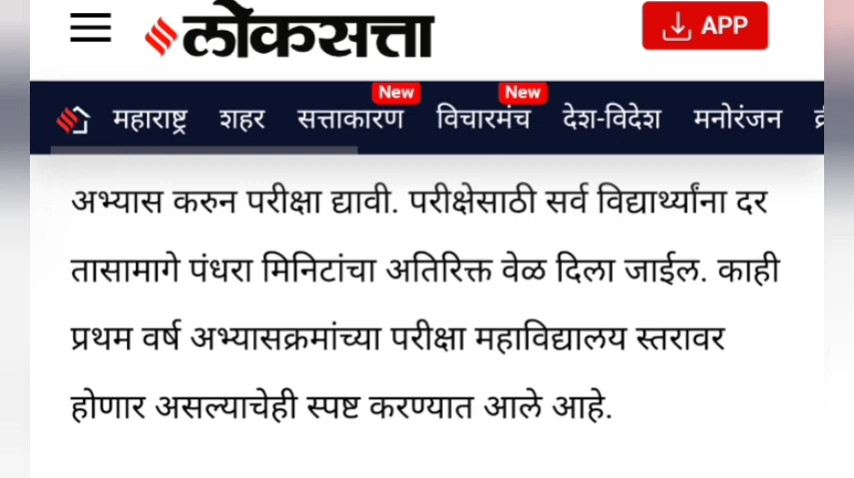 लोकसत्ता
APP
New New
महाराष्ट्र शहर सत्ताकारण विचारमंच देश-विदेश मनोरंजन
अभ्यास करुन परीक्षा द्यावी. परीक्षेसाठी सर्व विद्यार्थ्यांना दर
तासामागे पंधरा मिनिटांचा अतिरिक्त वेळ दिला जाईल. काही
प्रथम वर्ष अभ्यासक्रमांच्या परीक्षा महाविद्यालय स्तरावर
होणार असल्याचेही स्पष्ट करण्यात आले आहे.